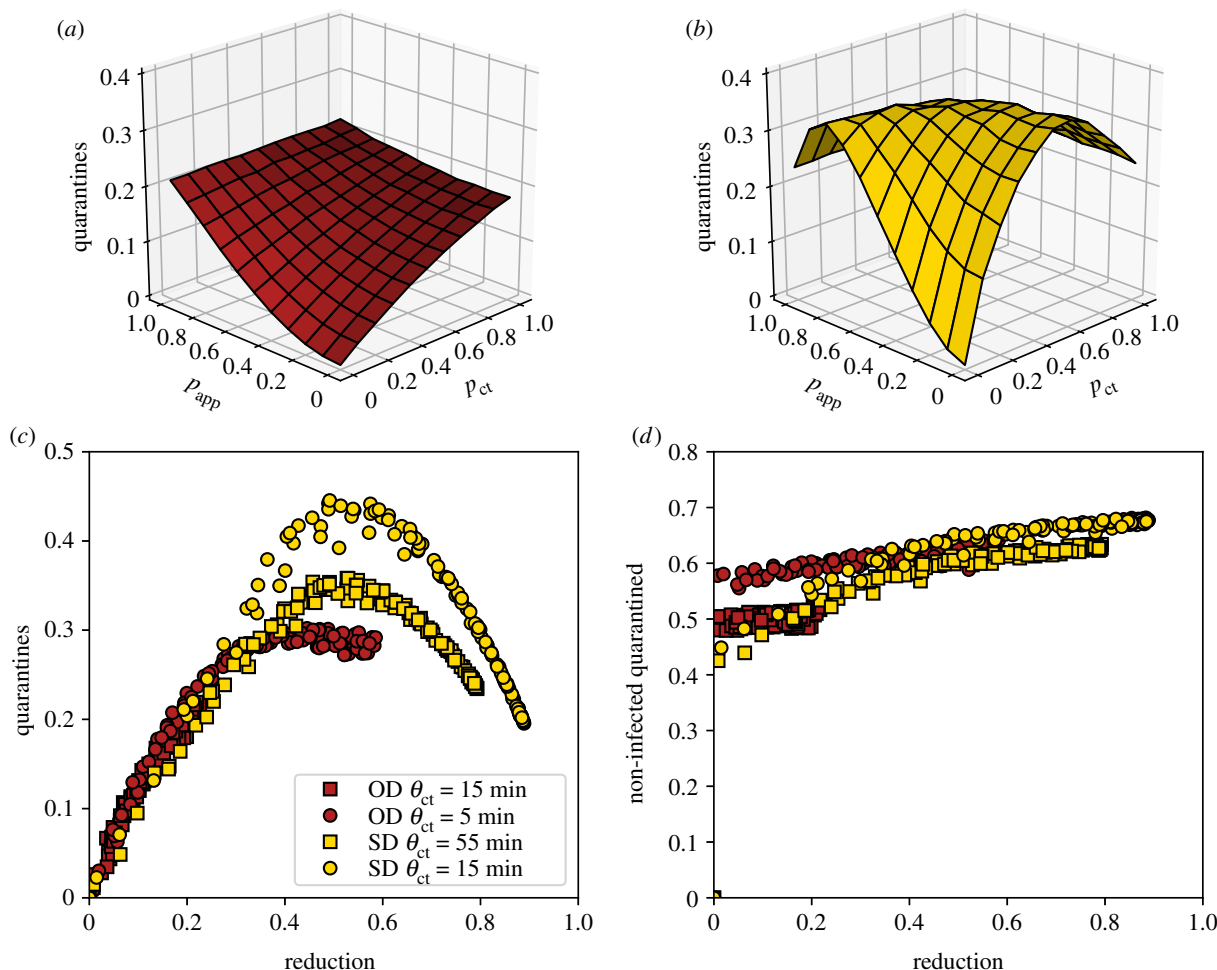 (a)
(b)
0.4
0.3
0.2
0.1
0
quarantines
1.0
0.8
0.6
0.4
0.2
0
p_app
0
0.2
0.4
0.6
0.8
1.0
p_ct
0.4
0.3
0.2
0.1
0
quarantines
1.0
0.8
0.6
0.4
0.2
0
p_app
0
0.2
0.4
0.6
0.8
1.0
p_ct
(c)
0.5
0.4
0.3
0.2
0.1
0
quarantines
OD θ_ct = 15 min
OD θ_ct = 5 min
SD θ_ct = 55 min
SD θ_ct = 15 min
0 0.2 0.4 0.6 0.8 1.0
reduction
(d)
0.8
0.7
0.6
0.5
0.4
0.3
0.2
0.1
0
non-infected quarantined
0 0.2 0.4 0.6 0.8 1.0
reduction